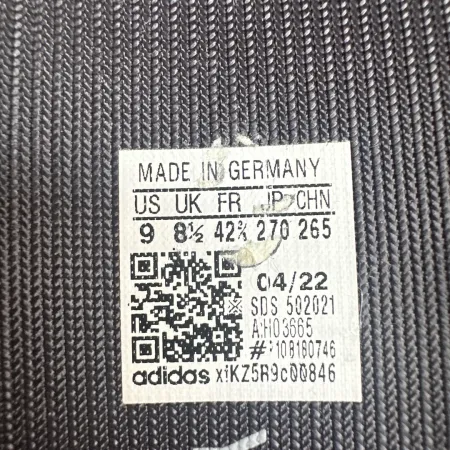 MADE IN GERMANY
US UK FR JP CHN
9 8½ 42⅔ 270 265
04/22
SDS 502021
A:H03665
#:108180746
adidas xiKZ5R9c00846